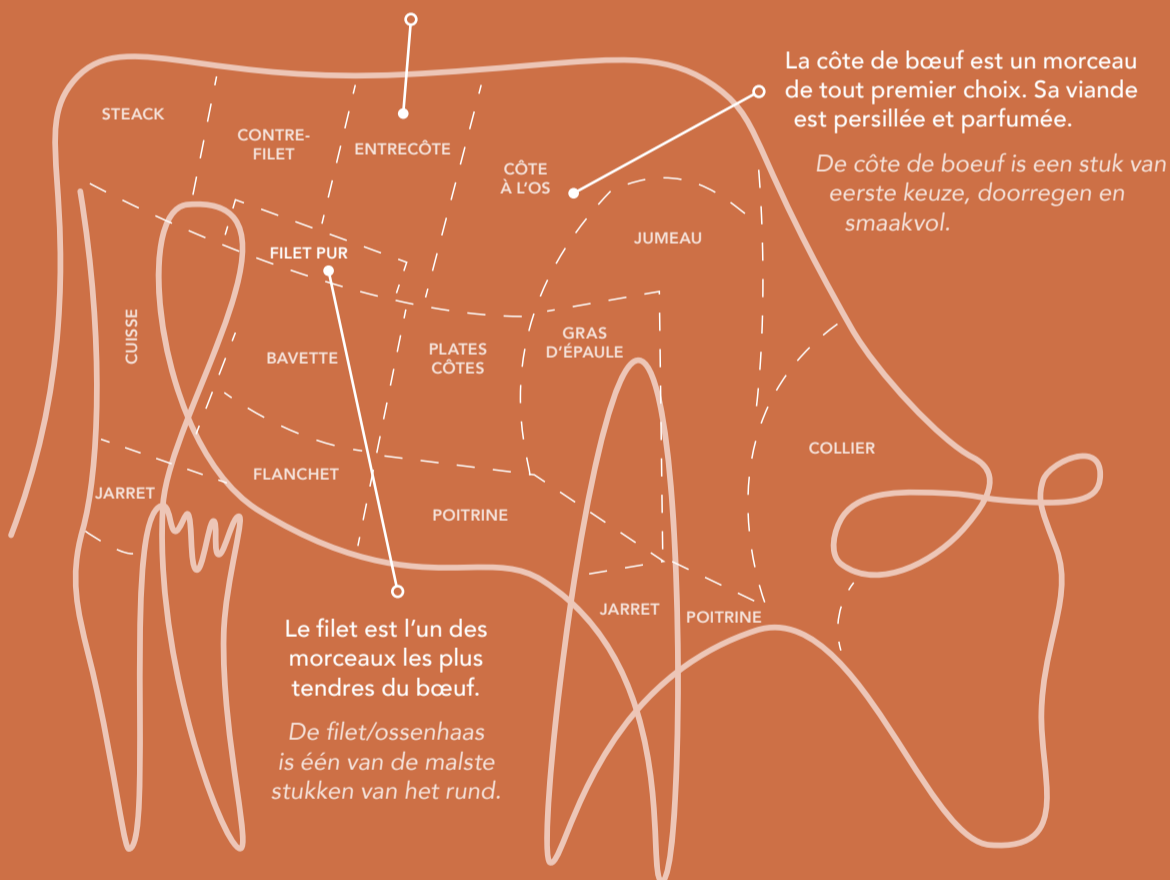 La côte de bœuf est un morceau
de tout premier choix. Sa viande
est persillée et parfumée.
De côte de boeuf is een stuk van
eerste keuze, doorregen en
smaakvol.
STEACK
CONTRE-
FILET
ENTRECÔTE
CÔTE
À L'OS
JUMEAU
FILET PUR
CUISSE
BAVETTE
PLATES
CÔTES
GRAS
D'ÉPAULE
COLLIER
FLANCHET
JARRET
POITRINE
JARRET
POITRINE
Le filet est l'un des
morceaux les plus
tendres du bœuf.
De filet/ossenhaas
is één van de malste
stukken van het rund.